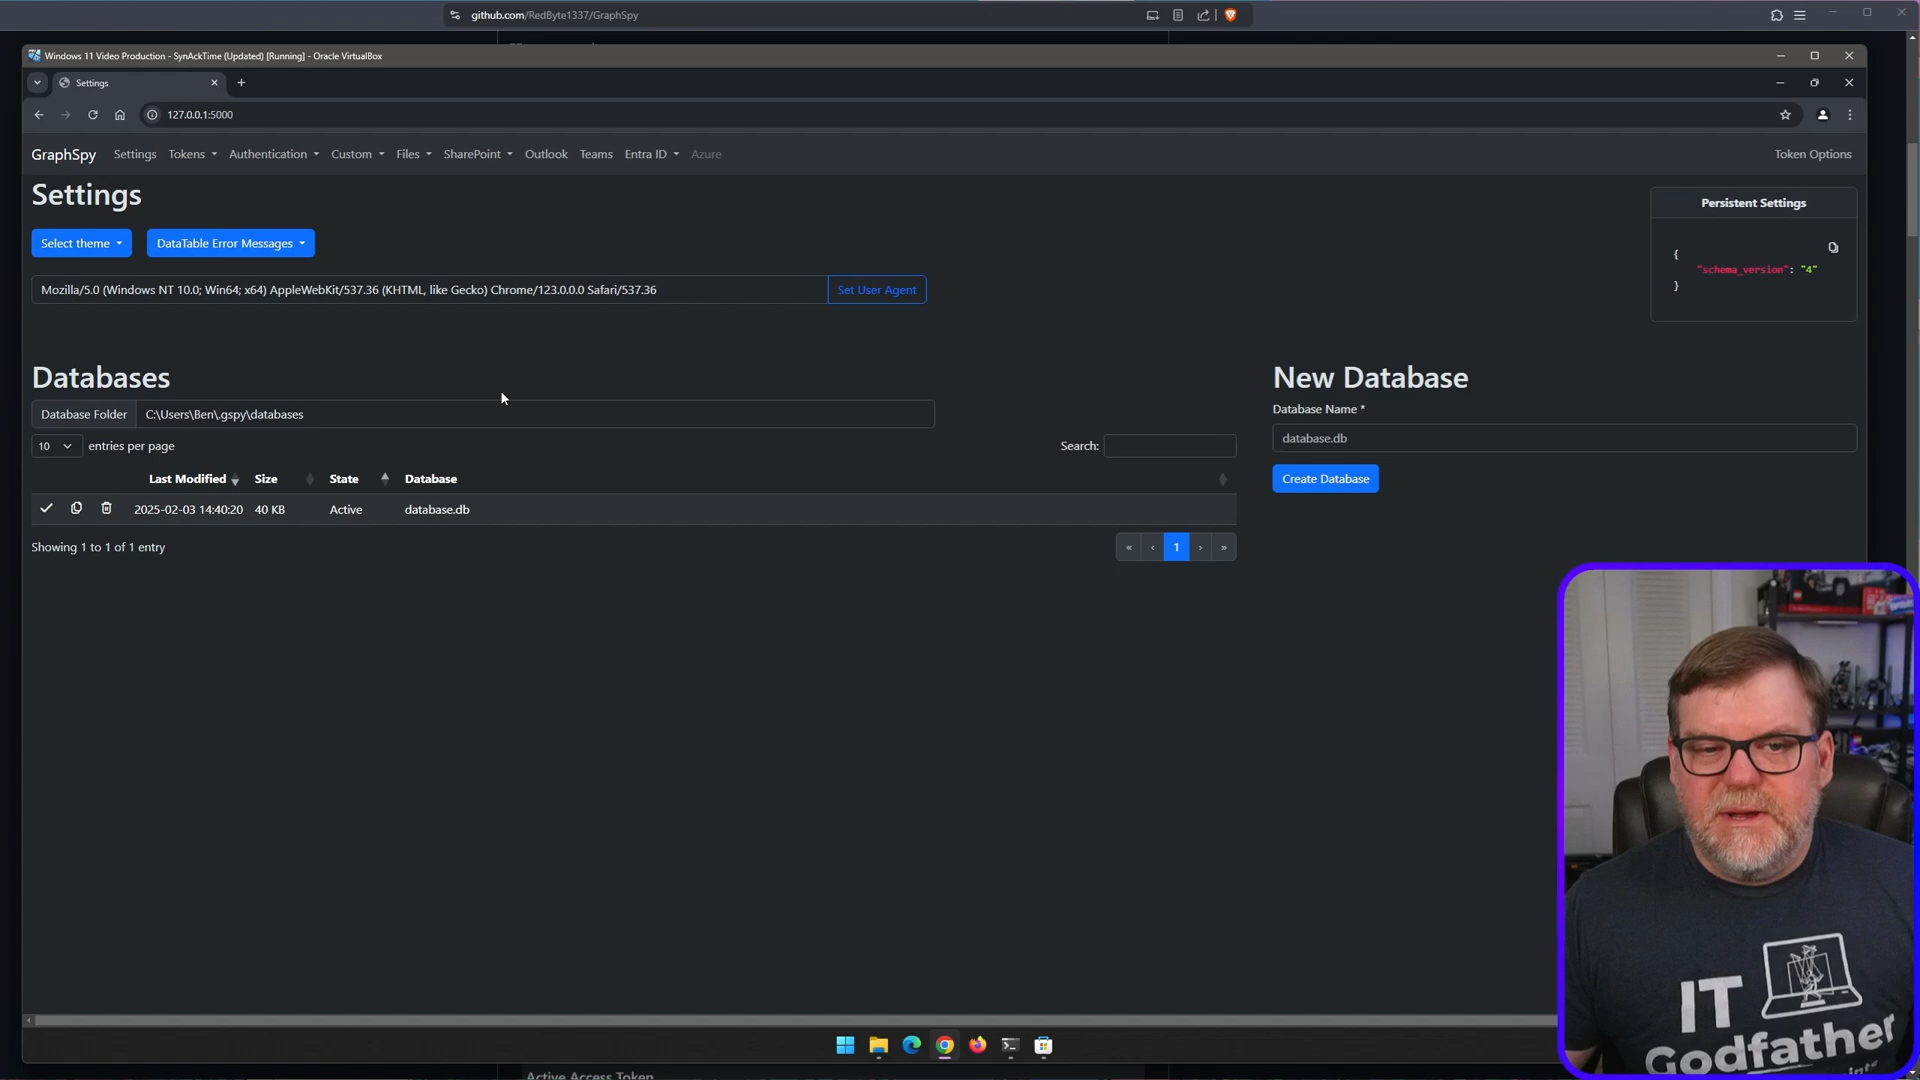 github.com/RedByte1337/GraphSpy
Windows 11 Video Production - SynAckTime (Updated) [Running] - Oracle VirtualBox
Settings
127.0.0.1:5000
GraphSpy Settings Tokens Authentication Custom Files SharePoint Outlook Teams Entra ID Azure Token Options
Settings
Persistent Settings
Select theme DataTable Error Messages
{
"schema_version": "4"
}
Mozilla/5.0 (Windows NT 10.0; Win64; x64) AppleWebKit/537.36 (KHTML, like Gecko) Chrome/123.0.0.0 Safari/537.36 Set User Agent
Databases
Database Folder C:\Users\Ben\.gspy\databases
10 entries per page Search:
Last Modified Size State Database
2025-02-03 14:40:20 40 KB Active database.db
Showing 1 to 1 of 1 entry « ‹ 1 › »
New Database
Database Name *
database.db
Create Database
IT
Godfather
Active Access Token